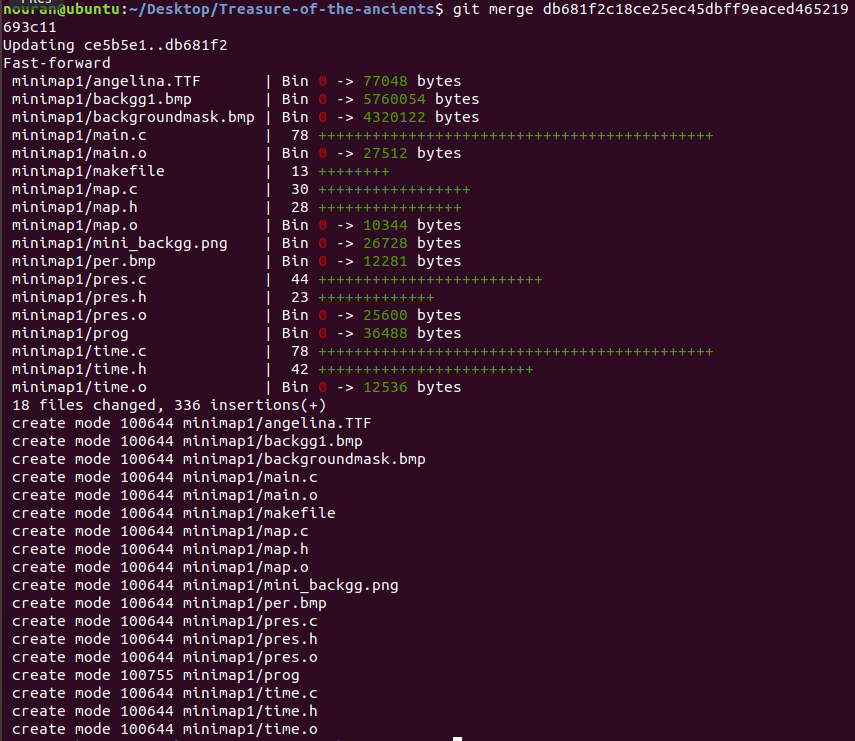 nouran@ubuntu:~/Desktop/Treasure-of-the-ancients$ git merge db681f2c18ce25ec45dbff9eaced465219
693c11
Updating ce5b5e1..db681f2
Fast-forward
 minimap1/angelina.TTF       | Bin 0 -> 77048 bytes
 minimap1/backgg1.bmp        | Bin 0 -> 5760054 bytes
 minimap1/backgroundmask.bmp | Bin 0 -> 4320122 bytes
 minimap1/main.c             |  78 ++++++++++++++++++++++++++++++++++++++++++++
 minimap1/main.o             | Bin 0 -> 27512 bytes
 minimap1/makefile           |  13 ++++++++
 minimap1/map.c              |  30 +++++++++++++++++
 minimap1/map.h              |  28 ++++++++++++++++
 minimap1/map.o              | Bin 0 -> 10344 bytes
 minimap1/mini_backgg.png    | Bin 0 -> 26728 bytes
 minimap1/per.bmp            | Bin 0 -> 12281 bytes
 minimap1/pres.c             |  44 +++++++++++++++++++++++++
 minimap1/pres.h             |  23 +++++++++++++
 minimap1/pres.o             | Bin 0 -> 25600 bytes
 minimap1/prog               | Bin 0 -> 36488 bytes
 minimap1/time.c             |  78 ++++++++++++++++++++++++++++++++++++++++++++
 minimap1/time.h             |  42 ++++++++++++++++++++++++
 minimap1/time.o             | Bin 0 -> 12536 bytes
 18 files changed, 336 insertions(+)
 create mode 100644 minimap1/angelina.TTF
 create mode 100644 minimap1/backgg1.bmp
 create mode 100644 minimap1/backgroundmask.bmp
 create mode 100644 minimap1/main.c
 create mode 100644 minimap1/main.o
 create mode 100644 minimap1/makefile
 create mode 100644 minimap1/map.c
 create mode 100644 minimap1/map.h
 create mode 100644 minimap1/map.o
 create mode 100644 minimap1/mini_backgg.png
 create mode 100644 minimap1/per.bmp
 create mode 100644 minimap1/pres.c
 create mode 100644 minimap1/pres.h
 create mode 100644 minimap1/pres.o
 create mode 100755 minimap1/prog
 create mode 100644 minimap1/time.c
 create mode 100644 minimap1/time.h
 create mode 100644 minimap1/time.o